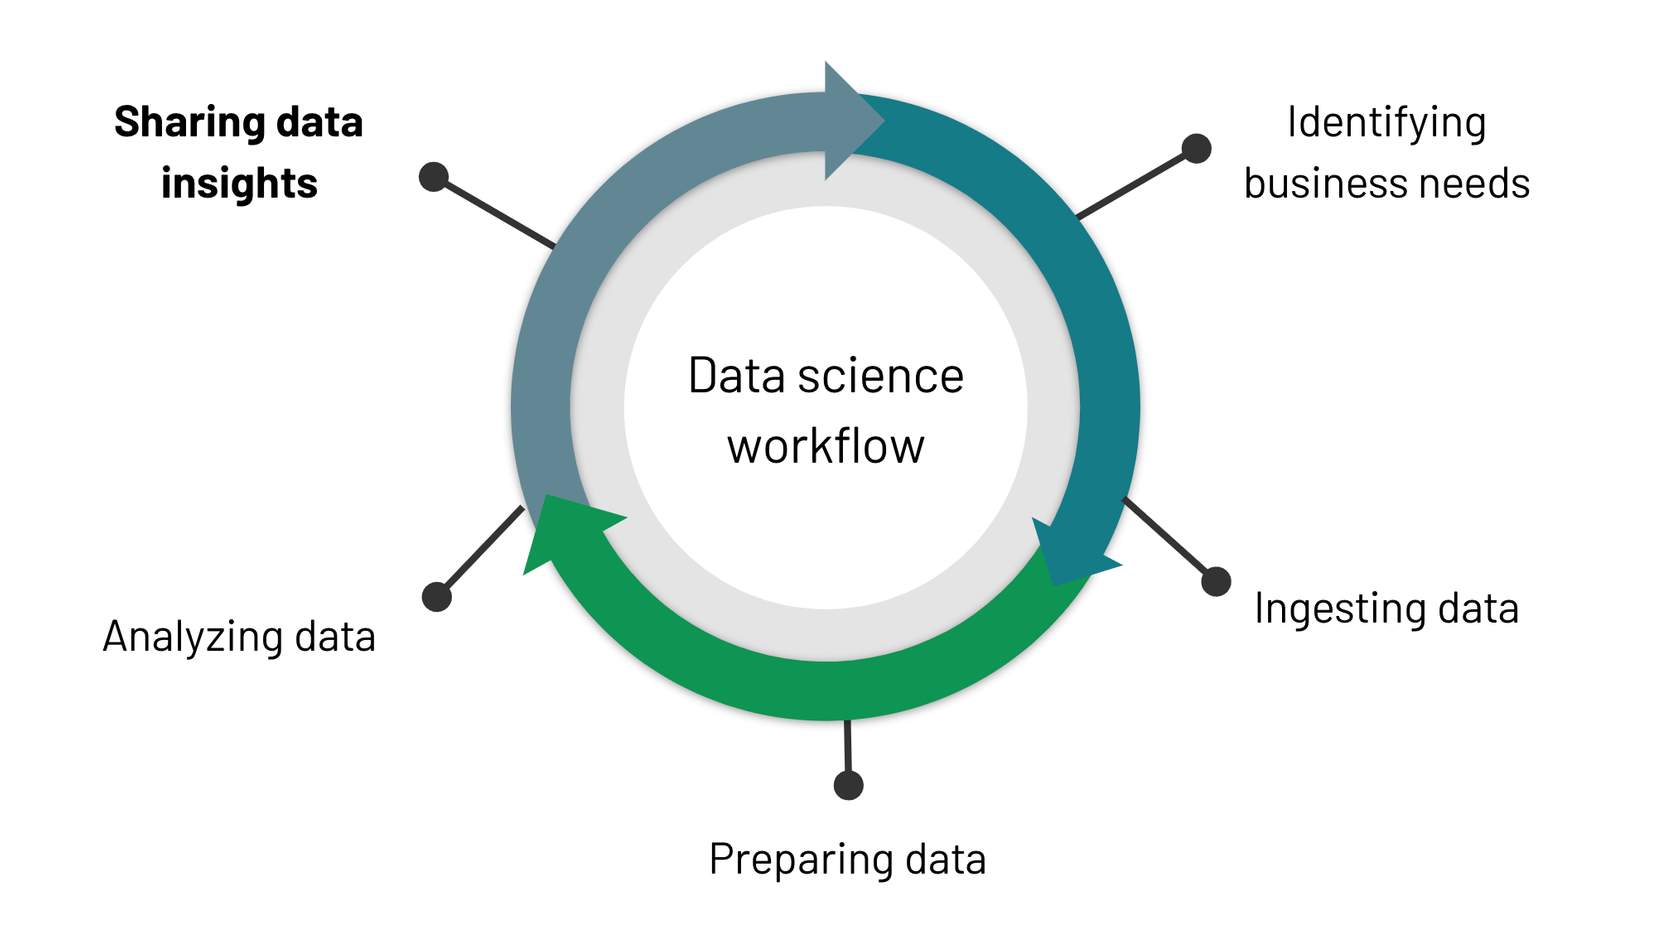 Sharing data
insights
Identifying
business needs
Data science
workflow
Analyzing data
Ingesting data
Preparing data